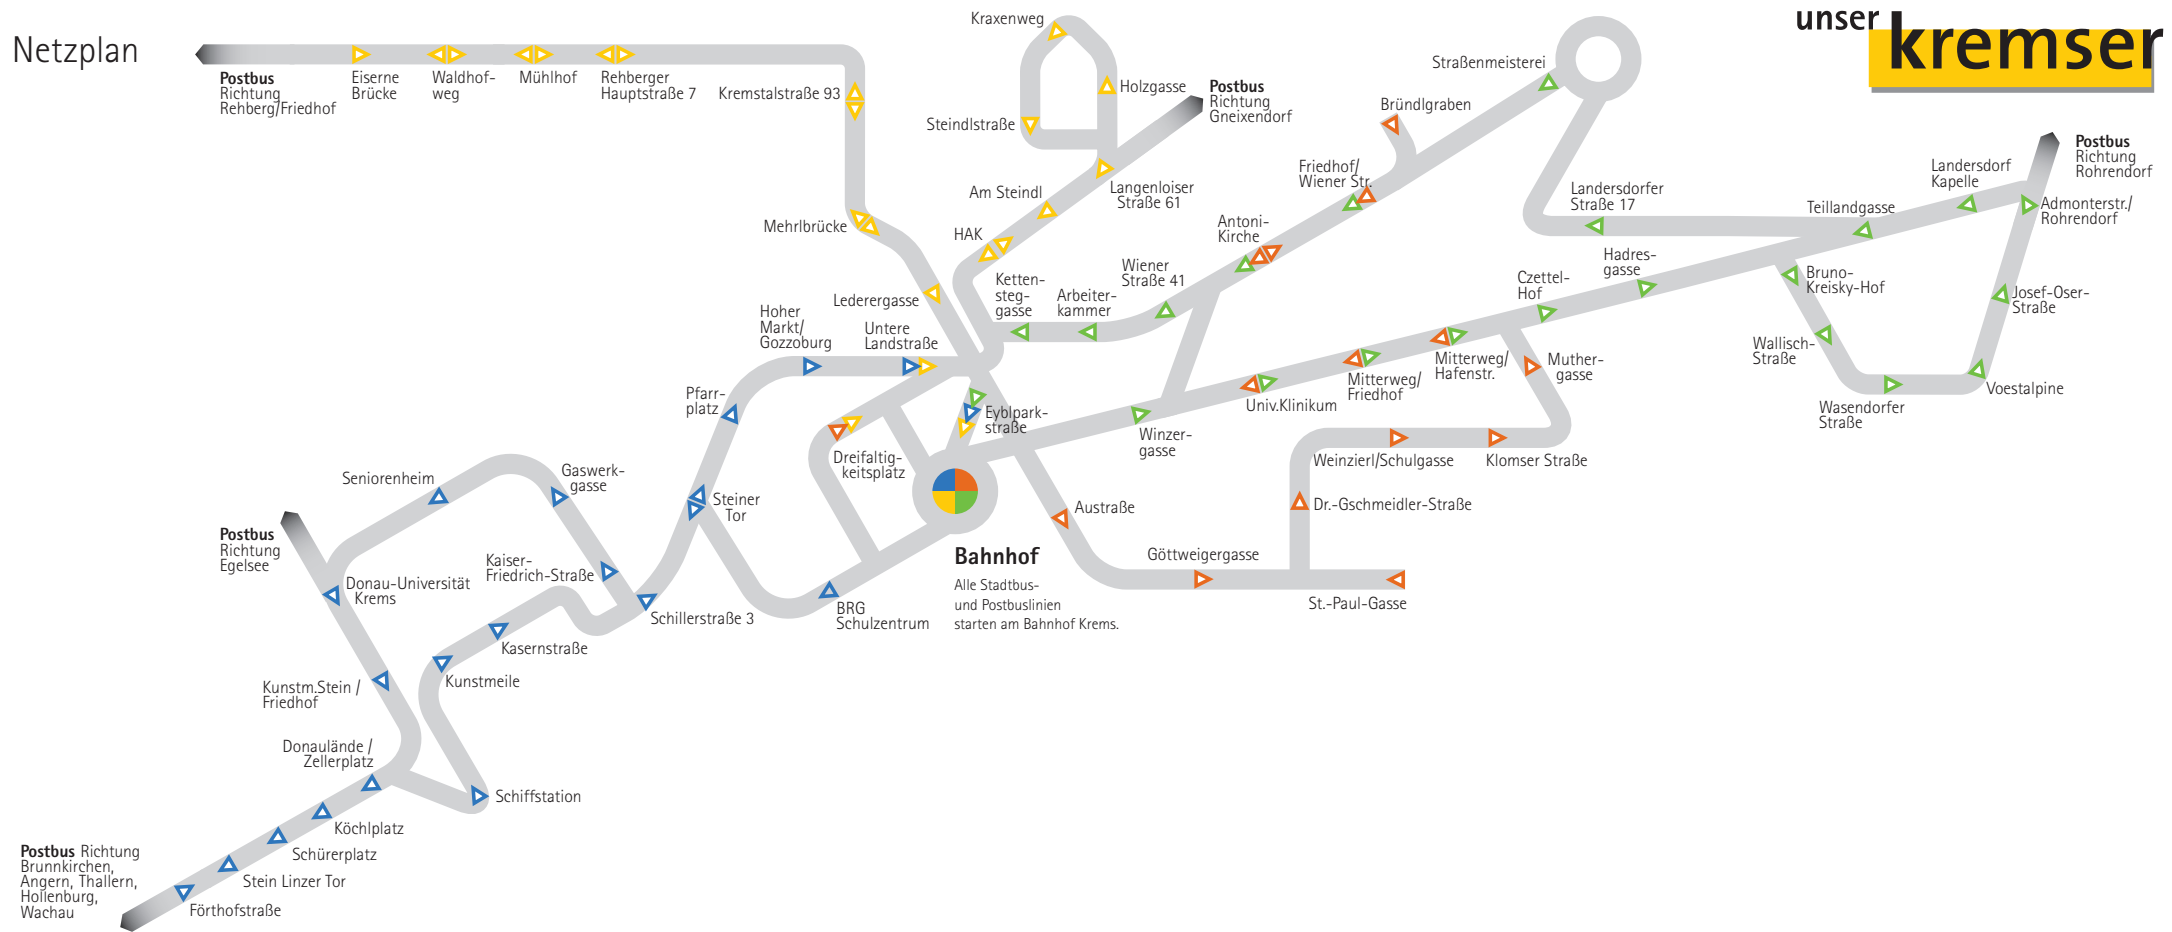 Netzplan
unser
kremser
Postbus
Richtung
Rehberg/Friedhof
Eiserne
Brücke
Waldhof-
weg
Mühlhof
Rehberger
Hauptstraße 7
Kremstalstraße 93
Mehrlbrücke
Lederergasse
Kraxenweg
Holzgasse
Steindlstraße
Postbus
Richtung
Gneixendorf
Am Steindl
Langenloiser
Straße 61
HAK
Straßenmeisterei
Bründlgraben
Friedhof/
Wiener Str.
Antoni-
Kirche
Wiener
Straße 41
Arbeiter-
kammer
Ketten-
steg-
gasse
Landersdorfer
Straße 17
Teillandgasse
Landersdorf
Kapelle
Postbus
Richtung
Rohrendorf
Admonterstr./
Rohrendorf
Josef-Oser-
Straße
Voestalpine
Wasendorfer
Straße
Wallisch-
Straße
Bruno-
Kreisky-Hof
Hadres-
gasse
Czettel-
Hof
Mitterweg/
Hafenstr.
Mitterweg/
Friedhof
Univ.Klinikum
Winzer-
gasse
Muther-
gasse
Klomser Straße
Weinzierl/Schulgasse
Dr.-Gschmeidler-Straße
St.-Paul-Gasse
Göttweigergasse
Austraße
Hoher
Markt/
Gozzoburg
Untere
Landstraße
Eyblpark-
straße
Dreifaltig-
keitsplatz
Pfarr-
platz
Steiner
Tor
BRG
Schulzentrum
Bahnhof
Alle Stadtbus-
und Postbuslinien
starten am Bahnhof Krems.
Schillerstraße 3
Seniorenheim
Gaswerk-
gasse
Kaiser-
Friedrich-Straße
Kasernstraße
Kunstmeile
Schiffstation
Postbus
Richtung
Egelsee
Donau-Universität
Krems
Kunstm.Stein /
Friedhof
Donaulände /
Zellerplatz
Köchlplatz
Schürerplatz
Stein Linzer Tor
Förthofstraße
Postbus Richtung
Brunnkirchen,
Angern, Thallern,
Hollenburg,
Wachau